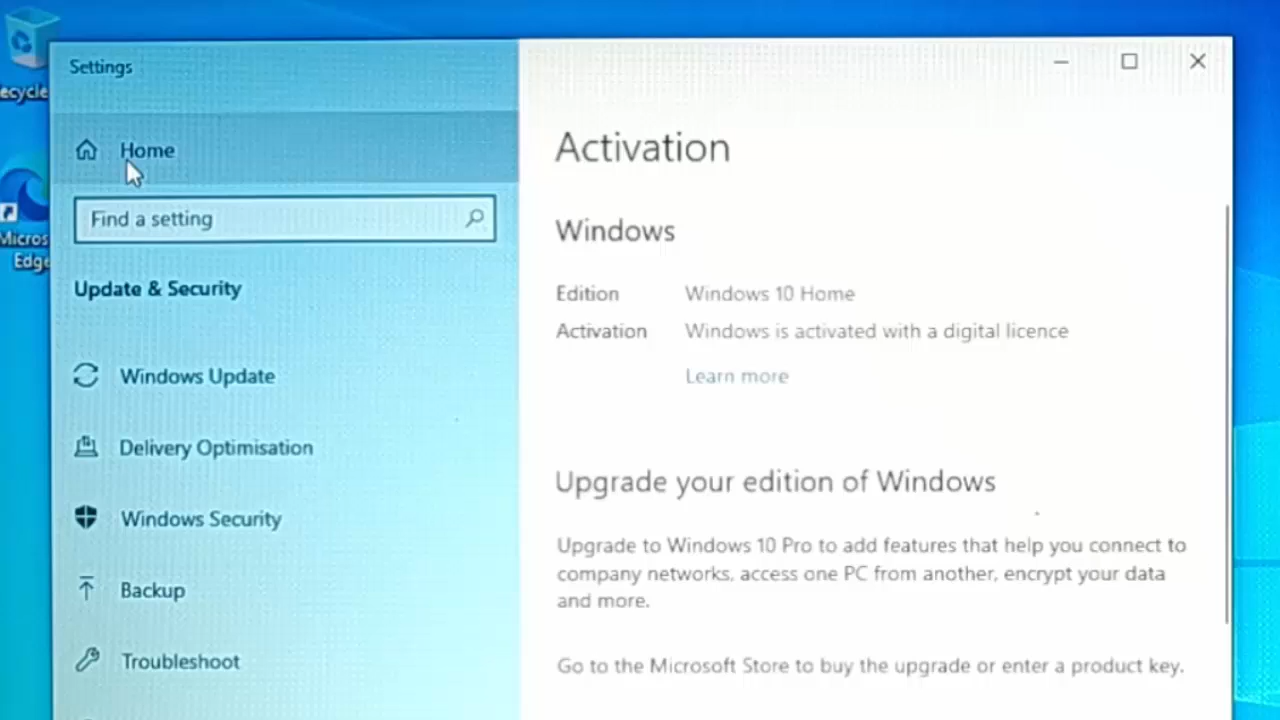 Settings
ecycle
Home
Find a setting
Micros
Edge
Update & Security
Windows Update
Delivery Optimisation
Windows Security
Backup
Troubleshoot
Activation
Windows
Edition Windows 10 Home
Activation Windows is activated with a digital licence
Learn more
Upgrade your edition of Windows
Upgrade to Windows 10 Pro to add features that help you connect to
company networks, access one PC from another, encrypt your data
and more.
Go to the Microsoft Store to buy the upgrade or enter a product key.